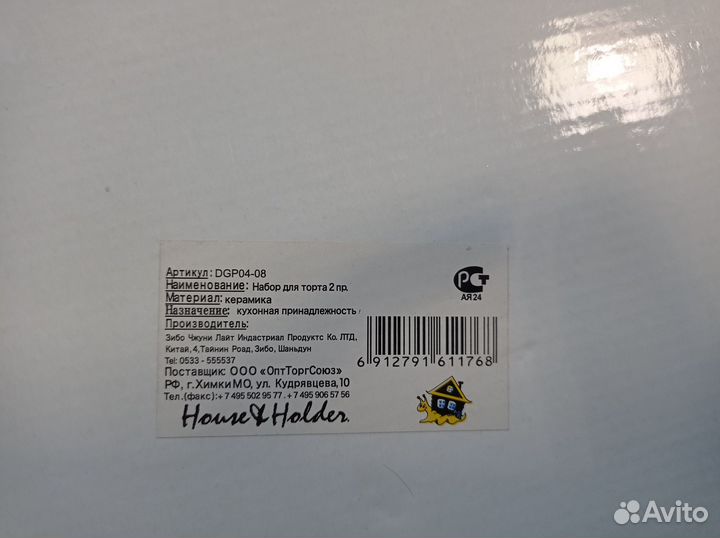 Артикул: DGP04-08
Наименование: Набор для торта 2 пр.
Материал: керамика
Назначение: кухонная принадлежность
Производитель:
Зибо Чжуни Лайт Индастриал Продуктс Ко. ЛТД,
Китай,4,Тайнин Роад, Зибо, Шаньдун
Tel: 0533 - 555537
Поставщик: ООО «ОптТоргСоюз»
РФ, г.Химки МО, ул. Кудрявцева,10
Тел.(факс):+7 495 502 95 77. +7 495 906 57 56
House & Holder.
РСТ
АЯ 24
6 912791 611768
Avito